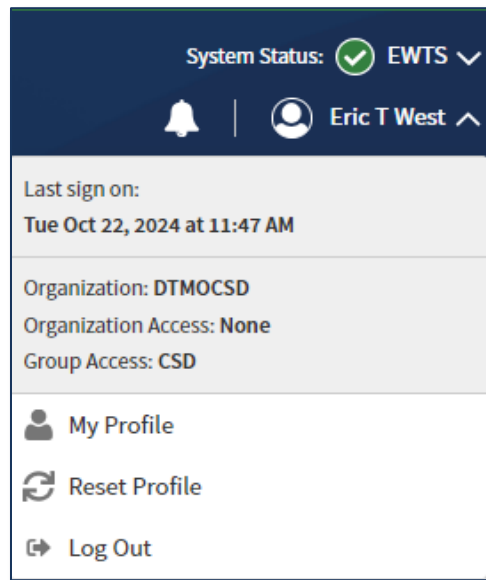 System Status: EWTS
Eric T West
Last sign on:
Tue Oct 22, 2024 at 11:47 AM
Organization: DTMOCSD
Organization Access: None
Group Access: CSD
My Profile
Reset Profile
Log Out